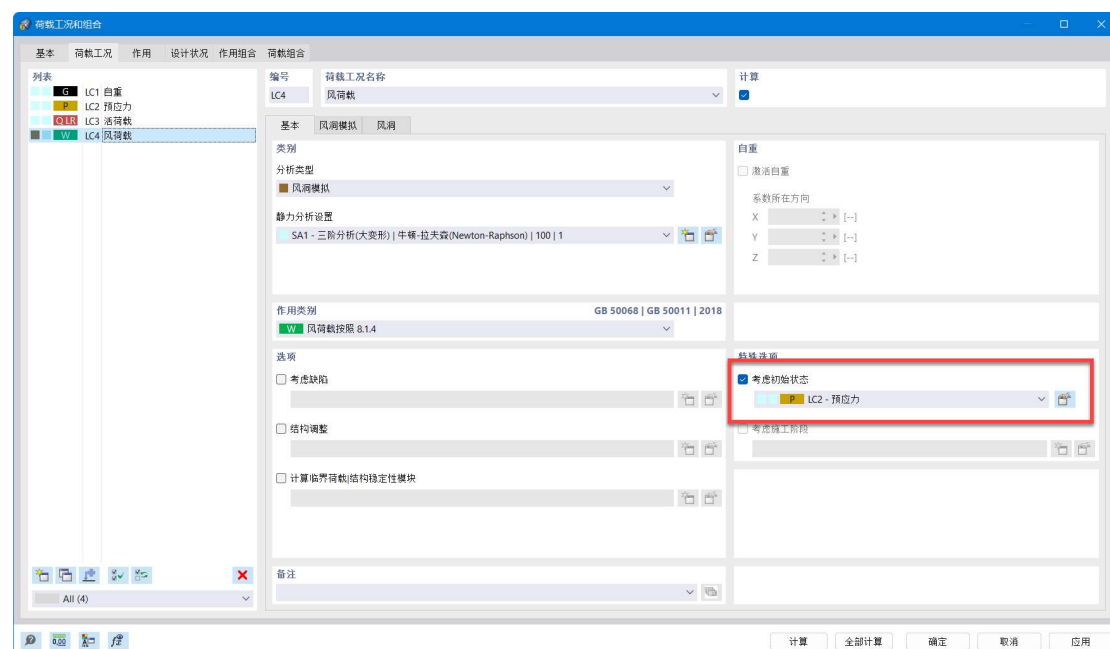 荷载工况和组合
基本 荷载工况 作用 设计状况 作用组合 荷载组合
列表
G LC1 自重
P LC2 预应力
QLR LC3 活荷载
W LC4 风荷载
All (4)
编号 荷载工况名称
LC4 风荷载
计算
基本 风洞模拟 风洞
类别
分析类型
风洞模拟
静力分析设置
SA1 - 三阶分析(大变形) | 牛顿-拉夫森(Newton-Raphson) | 100 | 1
自重
激活自重
系数所在方向
X [--]
Y [--]
Z [--]
作用类别 GB 50068 | GB 50011 | 2018
W 风荷载按照 8.1.4
选项
考虑缺陷
结构调整
计算临界荷载|结构稳定性模块
特殊选项
考虑初始状态
P LC2 - 预应力
考虑施工阶段
备注
0.00
计算 全部计算 确定 取消 应用